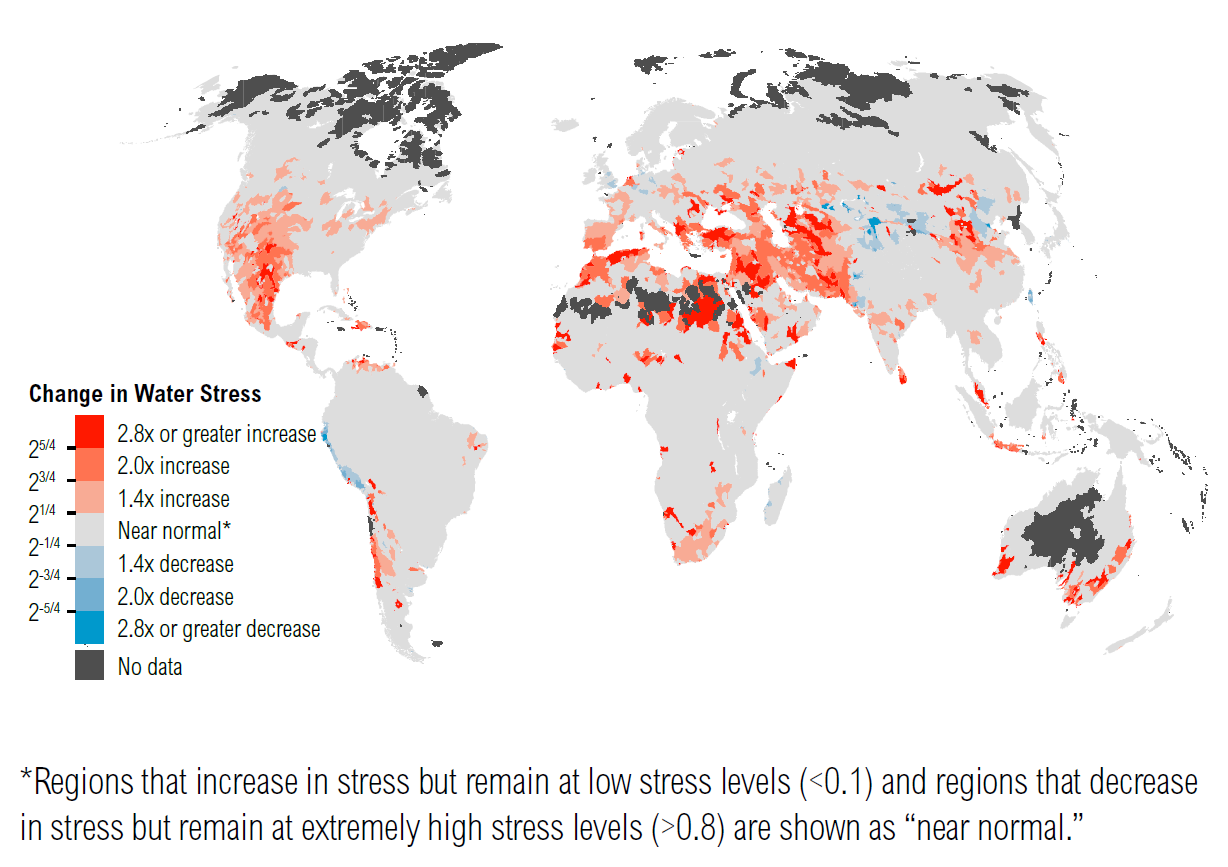 Change in Water Stress
2.8x or greater increase
2^5/4
2.0x increase
2^3/4
1.4x increase
2^1/4
Near normal*
2^-1/4
1.4x decrease
2^-3/4
2.0x decrease
2^-5/4
2.8x or greater decrease
No data
*Regions that increase in stress but remain at low stress levels (<0.1) and regions that decrease
in stress but remain at extremely high stress levels (>0.8) are shown as “near normal.”